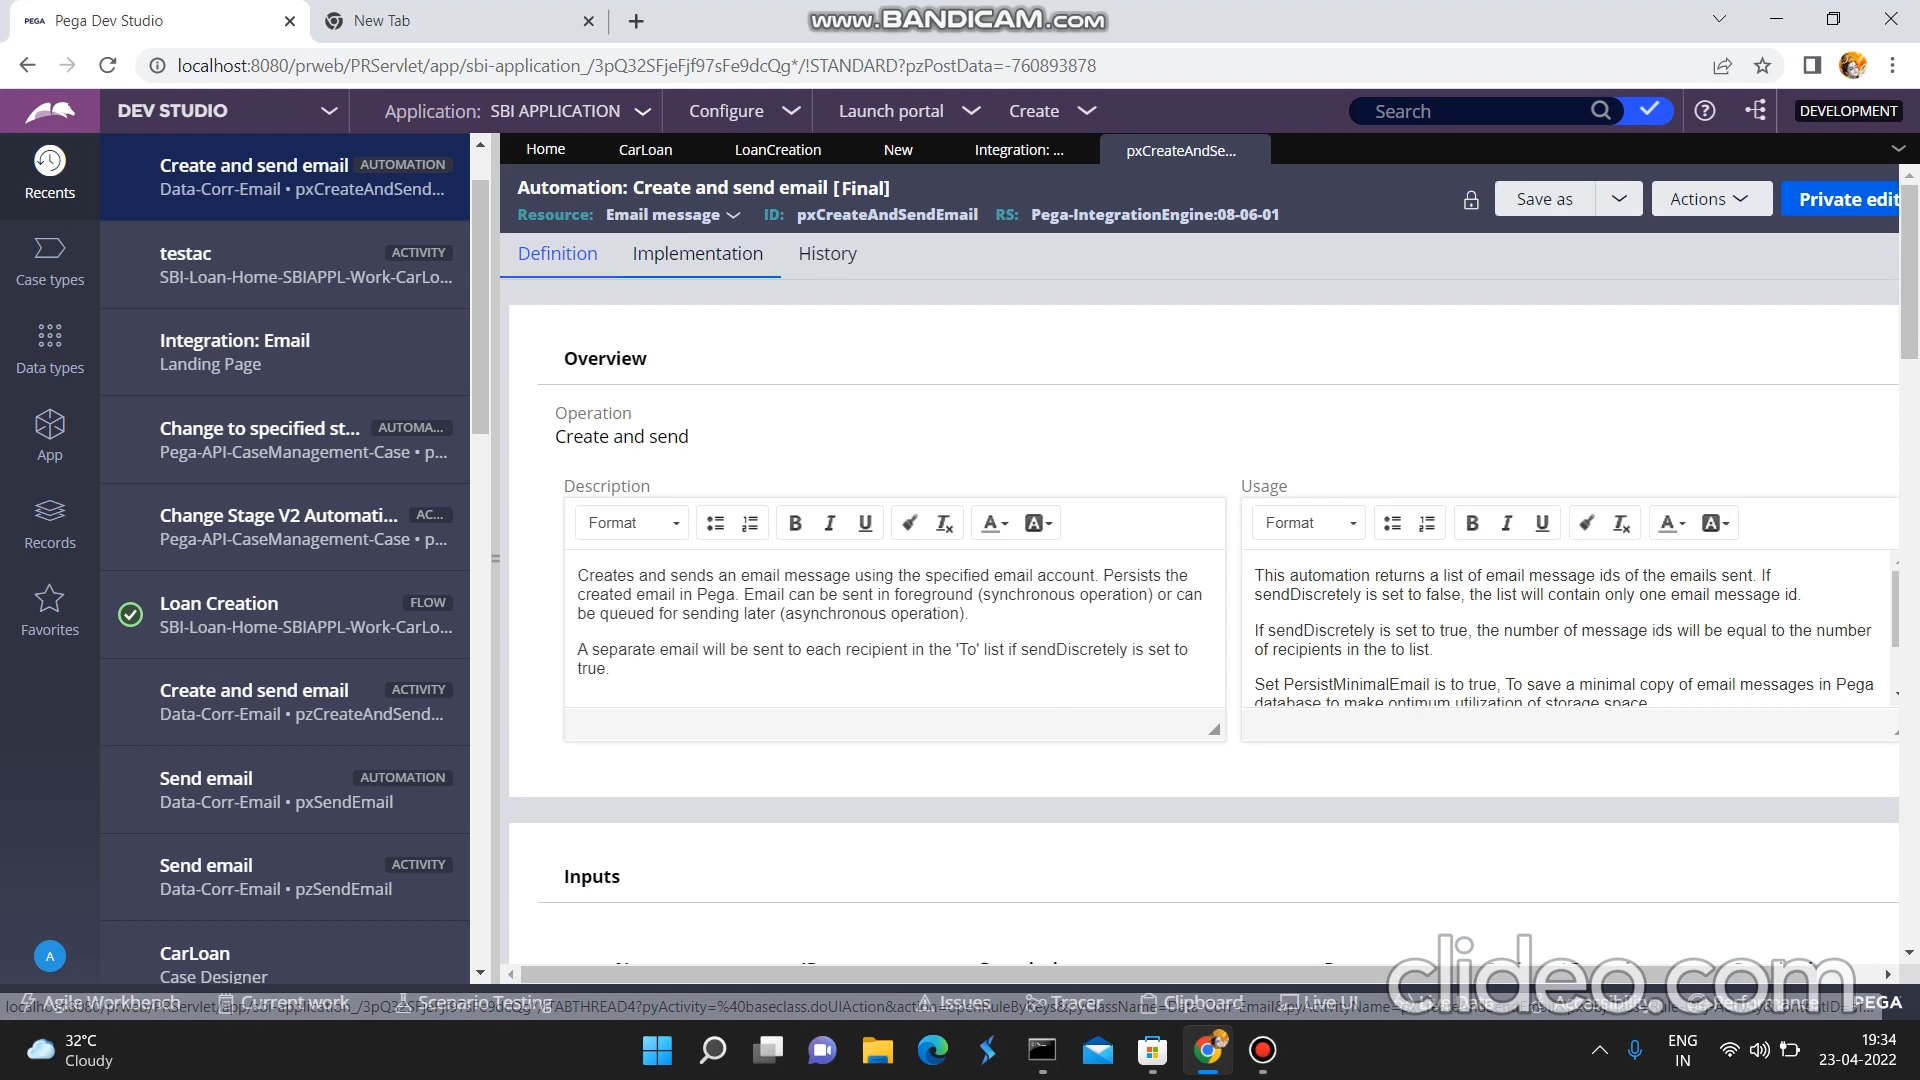 PEGA Pega Dev Studio
New Tab
www.BANDICAM.com
localhost:8080/prweb/PRServlet/app/sbi-application_/3pQ32SFjeFjf97sFe9dcQg*/!STANDARD?pzPostData=-760893878
DEV STUDIO
Application: SBI APPLICATION
Configure
Launch portal
Create
Search
DEVELOPMENT
Recents
Case types
Data types
App
Records
Favorites
A
Create and send email AUTOMATION
Data-Corr-Email • pxCreateAndSend...
testac ACTIVITY
SBI-Loan-Home-SBIAPPL-Work-CarLo...
Integration: Email
Landing Page
Change to specified st... AUTOMA...
Pega-API-CaseManagement-Case • p...
Change Stage V2 Automati... AC...
Pega-API-CaseManagement-Case • p...
Loan Creation FLOW
SBI-Loan-Home-SBIAPPL-Work-CarLo...
Create and send email ACTIVITY
Data-Corr-Email • pzCreateAndSend...
Send email AUTOMATION
Data-Corr-Email • pxSendEmail
Send email ACTIVITY
Data-Corr-Email • pzSendEmail
CarLoan
Case Designer
Home
CarLoan
LoanCreation
New
Integration: ...
pxCreateAndSe...
Automation: Create and send email [Final]
Resource: Email message ID: pxCreateAndSendEmail RS: Pega-IntegrationEngine:08-06-01
Save as
Actions
Private edit
Definition
Implementation
History
Overview
Operation
Create and send
Description
Format
B I U
Creates and sends an email message using the specified email account. Persists the
created email in Pega. Email can be sent in foreground (synchronous operation) or can
be queued for sending later (asynchronous operation).
A separate email will be sent to each recipient in the 'To' list if sendDiscretely is set to
true.
Usage
Format
B I U
This automation returns a list of email message ids of the emails sent. If
sendDiscretely is set to false, the list will contain only one email message id.
If sendDiscretely is set to true, the number of message ids will be equal to the number
of recipients in the to list.
Set PersistMinimalEmail is to true, To save a minimal copy of email messages in Pega
database to make optimum utilization of storage space
Inputs
clideo.com
Agile Workbench
Current work
Scenario Testing
Issues
Tracer
Clipboard
Live UI
Live Data
Accessibility
Performance
PEGA
32°C
Cloudy
ENG
IN
19:34
23-04-2022